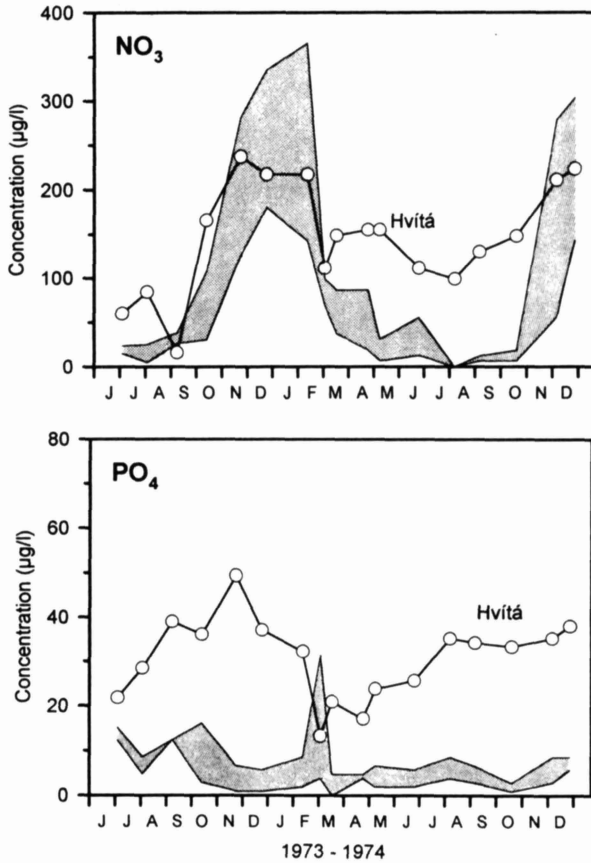 NO3
400
300
200
100
0
Concentration (µg/l)
Hvítá
J J A S O N D J F M A M J J A S O N D
PO4
80
60
40
20
0
Concentration (µg/l)
Hvítá
J J A S O N D J F M A M J J A S O N D
1973 - 1974